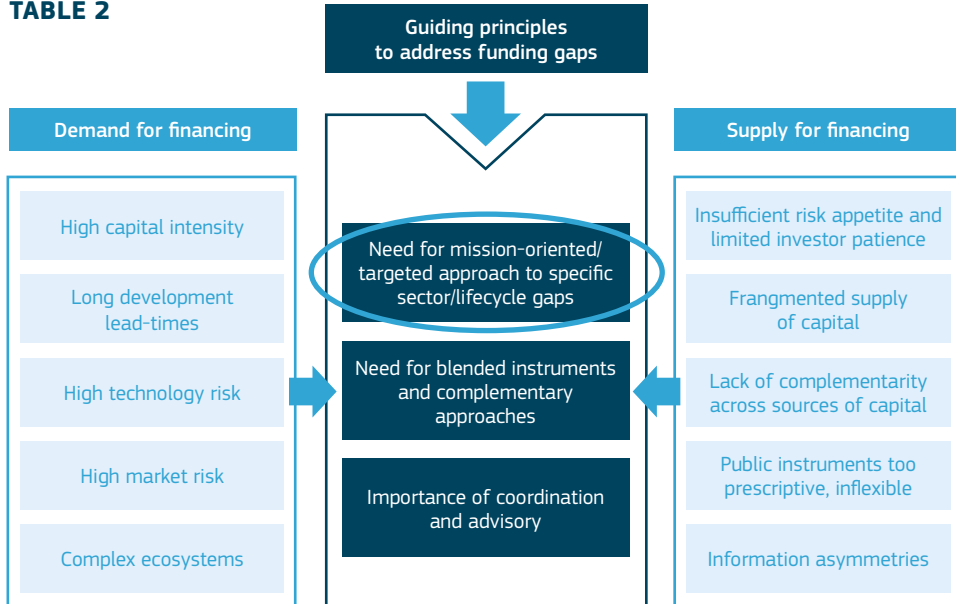 TABLE 2
Guiding principles
to address funding gaps
Demand for financing
High capital intensity
Long development
lead-times
High technology risk
High market risk
Complex ecosystems
Need for mission-oriented/
targeted approach to specific
sector/lifecycle gaps
Need for blended instruments
and complementary
approaches
Importance of coordination
and advisory
Supply for financing
Insufficient risk appetite and
limited investor patience
Frangmented supply
of capital
Lack of complementarity
across sources of capital
Public instruments too
prescriptive, inflexible
Information asymmetries